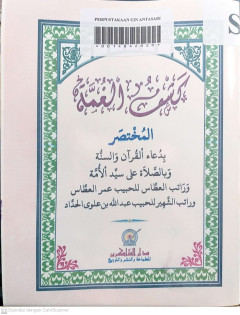 PERPUSTAKAAN UIN ANTASARI
S
كشف الغمة
المختصر
بدعاء القرآن والسنة
وبالصلاة على سيد الأمة
وراتب العطاس للحبيب عمر العطاس
وراتب الشهير للحبيب عبد الله بن علوي الحداد